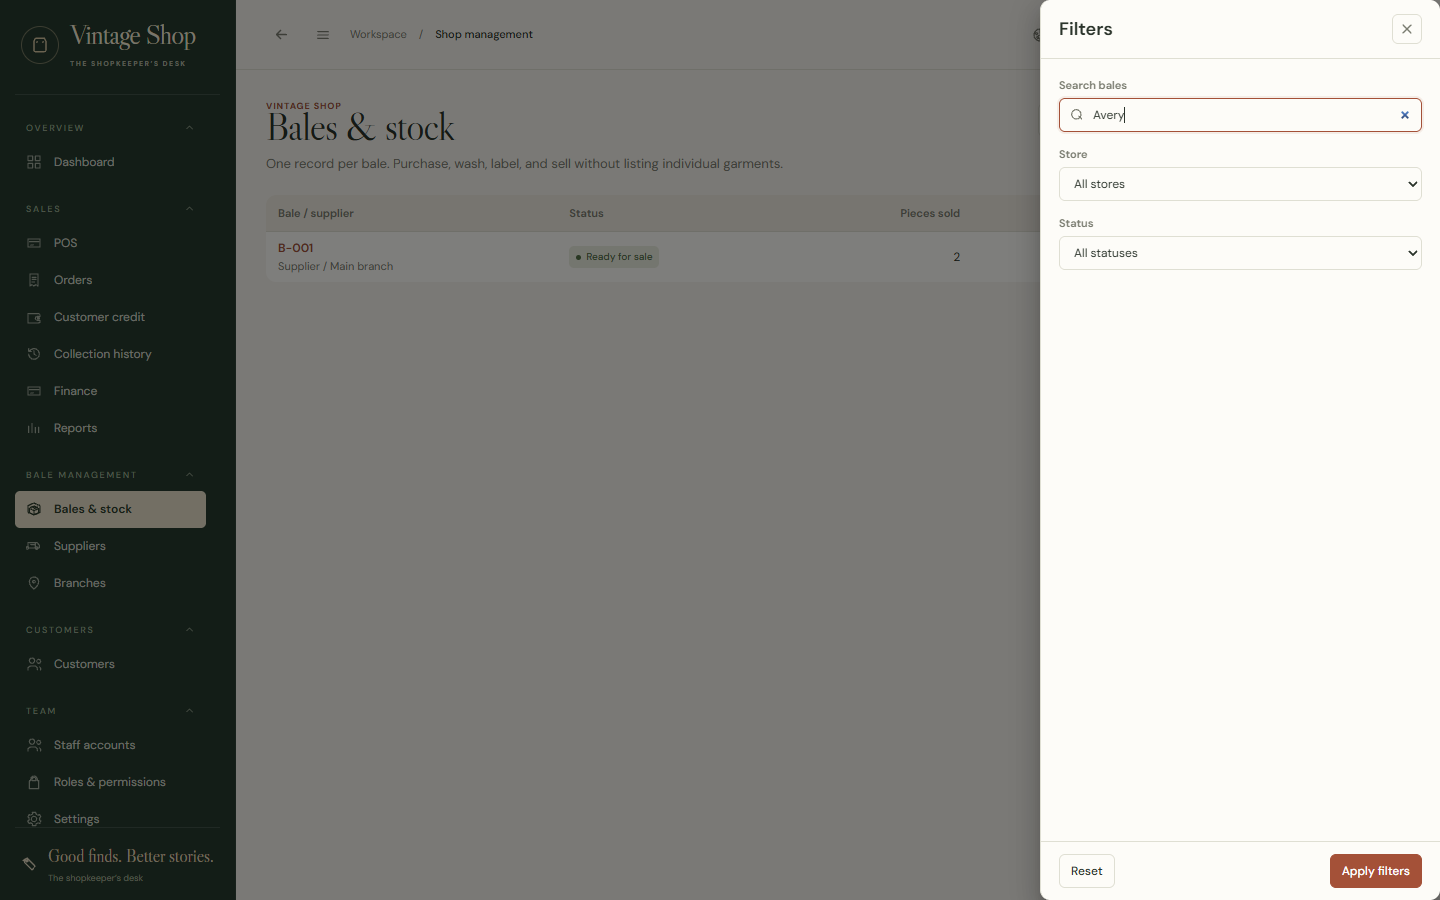 Vintage Shop
THE SHOPKEEPER'S DESK
OVERVIEW
Dashboard
SALES
POS
Orders
Customer credit
Collection history
Finance
Reports
BALE MANAGEMENT
Bales & stock
Suppliers
Branches
CUSTOMERS
Customers
TEAM
Staff accounts
Roles & permissions
Settings
Good finds. Better stories.
The shopkeeper's desk
Workspace / Shop management
VINTAGE SHOP
Bales & stock
One record per bale. Purchase, wash, label, and sell without listing individual garments.
Bale / supplier Status Pieces sold
B-001
Supplier / Main branch
Ready for sale
2
Filters
Search bales
Avery
Store
All stores
Status
All statuses
Reset
Apply filters